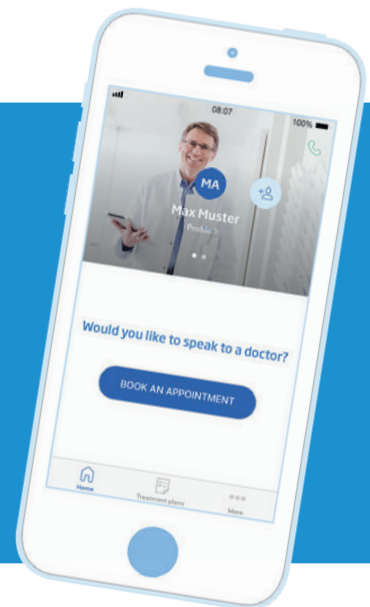 08:07
100%
MA
Max Muster
Profile >
Would you like to speak to a doctor?
BOOK AN APPOINTMENT
Home
Treatment plans
More